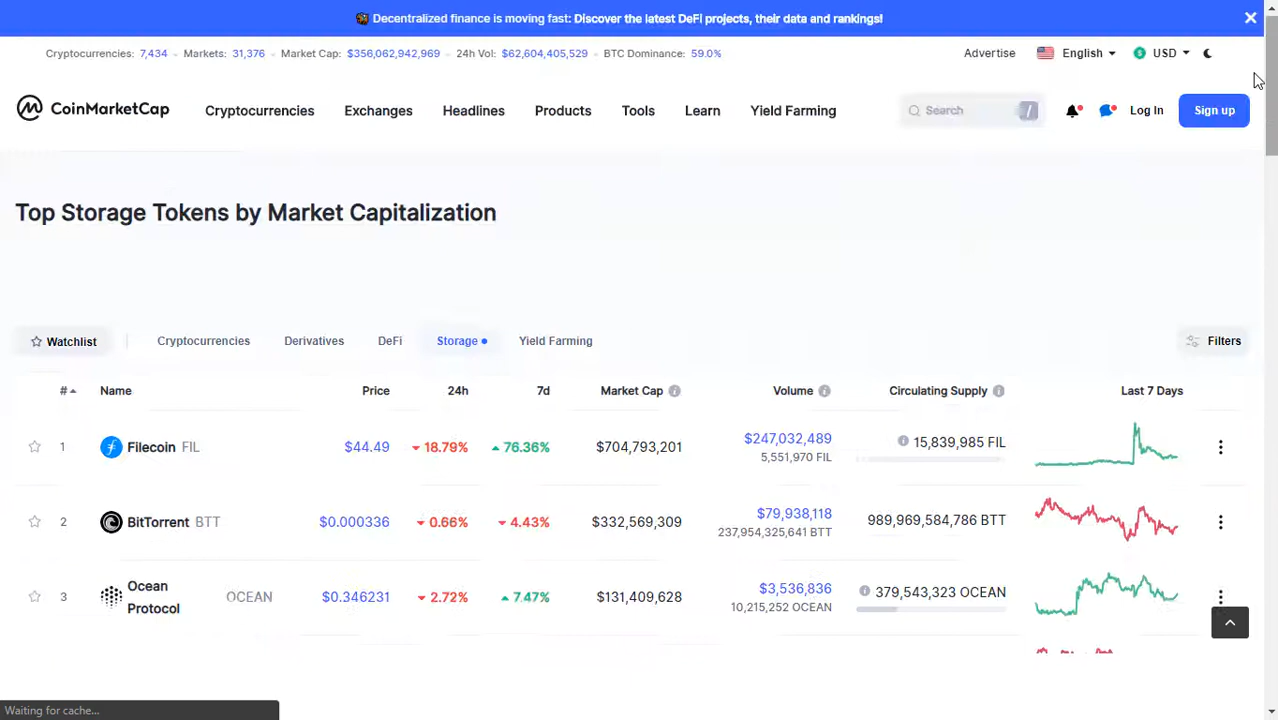 Decentralized finance is moving fast: Discover the latest DeFi projects, their data and rankings!
Cryptocurrencies: 7,434 Markets: 31,376 Market Cap: $356,062,942,969 24h Vol: $62,604,405,529 BTC Dominance: 59.0% Advertise English USD
CoinMarketCap Cryptocurrencies Exchanges Headlines Products Tools Learn Yield Farming Search / Log In Sign up
Top Storage Tokens by Market Capitalization
Watchlist Cryptocurrencies Derivatives DeFi Storage Yield Farming Filters
# Name Price 24h 7d Market Cap Volume Circulating Supply Last 7 Days
1 Filecoin FIL $44.49 18.79% 76.36% $704,793,201 $247,032,489 15,839,985 FIL
5,551,970 FIL
2 BitTorrent BTT $0.000336 0.66% 4.43% $332,569,309 $79,938,118 989,969,584,786 BTT
237,954,325,641 BTT
3 Ocean Protocol OCEAN $0.346231 2.72% 7.47% $131,409,628 $3,536,836 379,543,323 OCEAN
10,215,252 OCEAN
Waiting for cache...